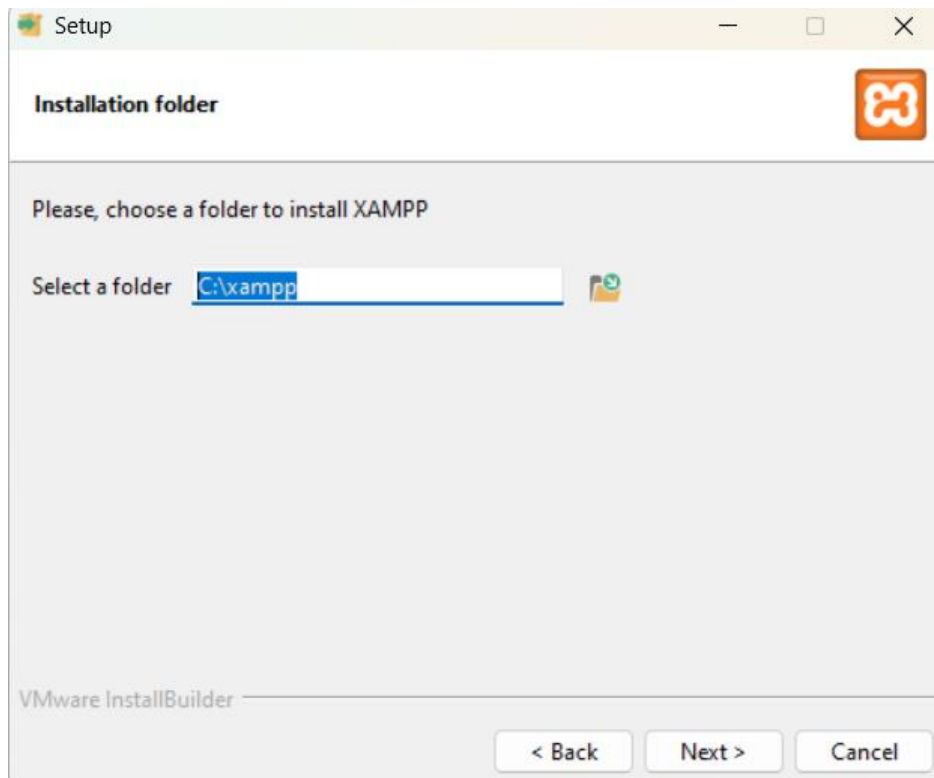 Setup
Installation folder
Please, choose a folder to install XAMPP
Select a folder C:\xampp
VMware InstallBuilder
< Back Next > Cancel